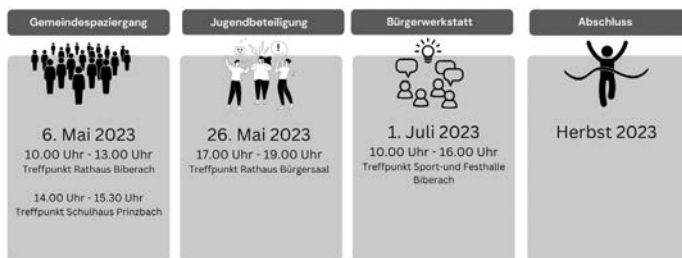 Gemeindespaziergang
6. Mai 2023
10.00 Uhr - 13.00 Uhr
Treffpunkt Rathaus Biberach
14.00 Uhr - 15.30 Uhr
Treffpunkt Schulhaus Prinzbach
Jugendbeteiligung
!
26. Mai 2023
17.00 Uhr - 19.00 Uhr
Treffpunkt Rathaus Bürgersaal
Bürgerwerkstatt
1. Juli 2023
10.00 Uhr - 16.00 Uhr
Treffpunkt Sport-und Festhalle
Biberach
Abschluss
Herbst 2023